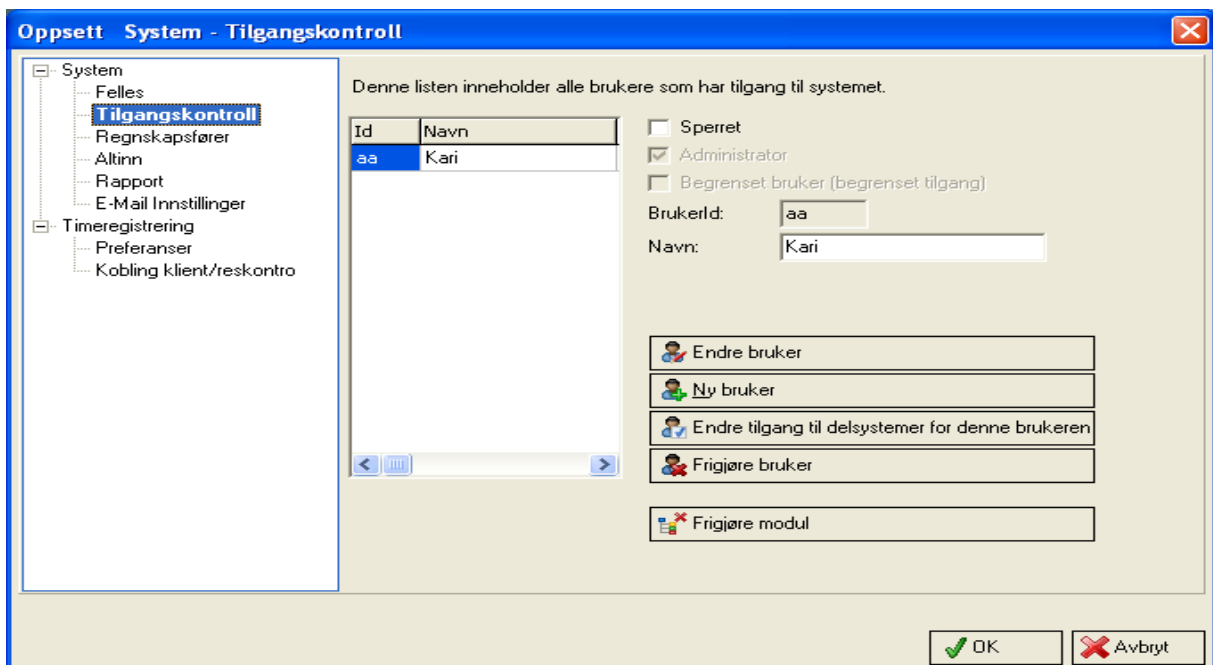 Oppsett System - Tilgangskontroll
System
Felles
Tilgangskontroll
Regnskapsfører
Altinn
Rapport
E-Mail Innstillinger
Timeregistrering
Preferanser
Kobling klient/reskontro
Denne listen inneholder alle brukere som har tilgang til systemet.
Id Navn
aa Kari
Sperret
Administrator
Begrenset bruker (begrenset tilgang)
BrukerId: aa
Navn: Kari
Endre bruker
Ny bruker
Endre tilgang til delsystemer for denne brukeren
Frigjøre bruker
Frigjøre modul
OK Avbryt